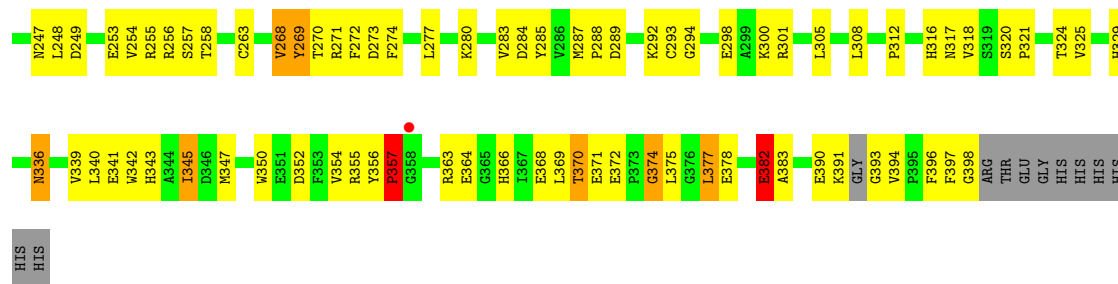 N247 L248 D249 E253 V254 R255 R256 S257 T258 C263 V268 Y269 T270 R271 F272 D273 F274 L277 K280 V283 D284 Y285 V286 M287 P288 D289 K292 C293 G294 E298 A299 K300 R301 L305 L308 P312 H316 N317 V318 S319 S320 P321 T324 V325 H329
N336 V339 L340 E341 W342 H343 A344 I345 D346 M347 W350 E351 D352 F353 V354 R355 Y356 P357 G358 R363 E364 G365 H366 I367 E368 L369 T370 E371 E372 P373 G374 L375 G376 L377 E378 E382 A383 E390 K391 GLY G393 V394 P395 F396 F397 G398 ARG THR GLU GLY HIS HIS HIS HIS
HIS HIS